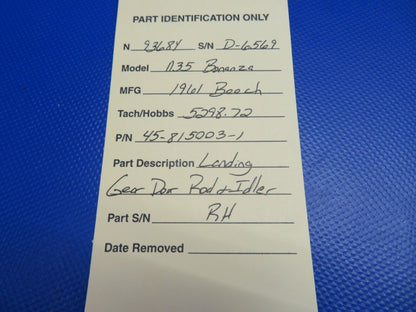 PART IDENTIFICATION ONLY
N 9368Y S/N D-6569
Model N35 Bonanza
MFG 1961 Beech
Tach/Hobbs 5298.72
P/N 45-815003-1
Part Description Landing
Gear Door Rod & Idler
Part S/N RH
Date Removed